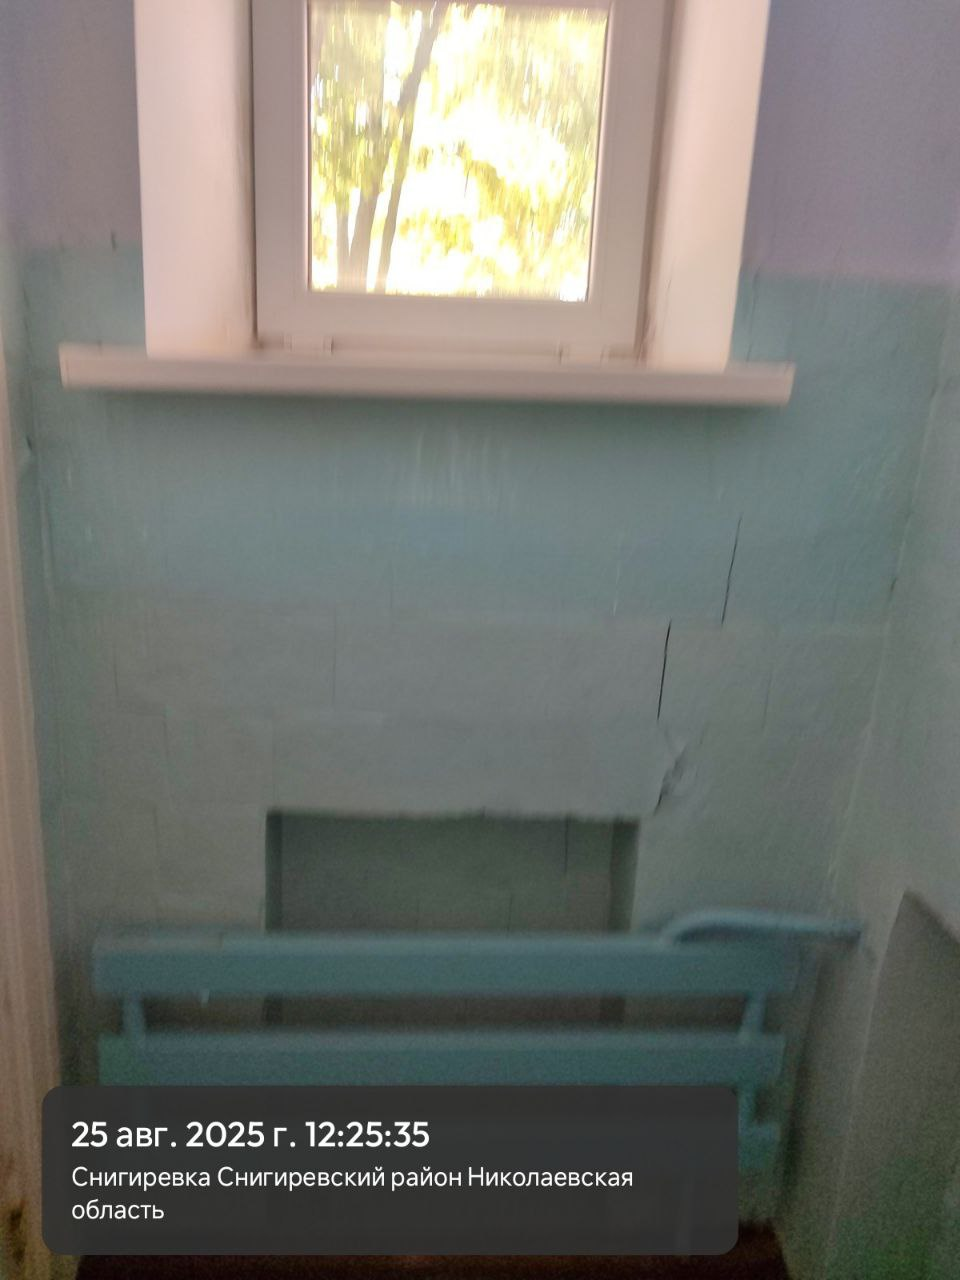 25 авг. 2025 г. 12:25:35
Снигиревка Снигиревский район Николаевская
область